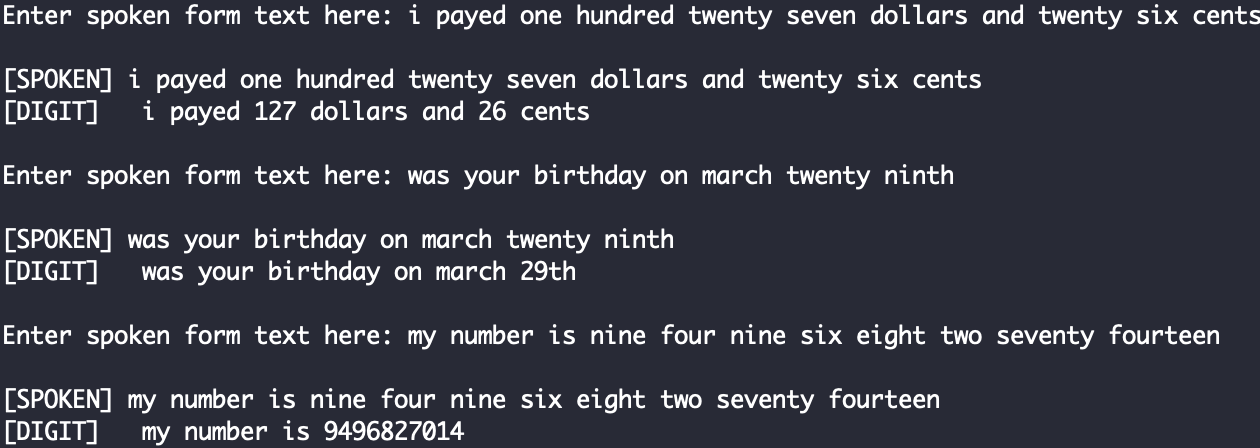 Enter spoken form text here: i payed one hundred twenty seven dollars and twenty six cents
[SPOKEN] i payed one hundred twenty seven dollars and twenty six cents
[DIGIT]  i payed 127 dollars and 26 cents
Enter spoken form text here: was your birthday on march twenty ninth
[SPOKEN] was your birthday on march twenty ninth
[DIGIT]  was your birthday on march 29th
Enter spoken form text here: my number is nine four nine six eight two seventy fourteen
[SPOKEN] my number is nine four nine six eight two seventy fourteen
[DIGIT]  my number is 9496827014